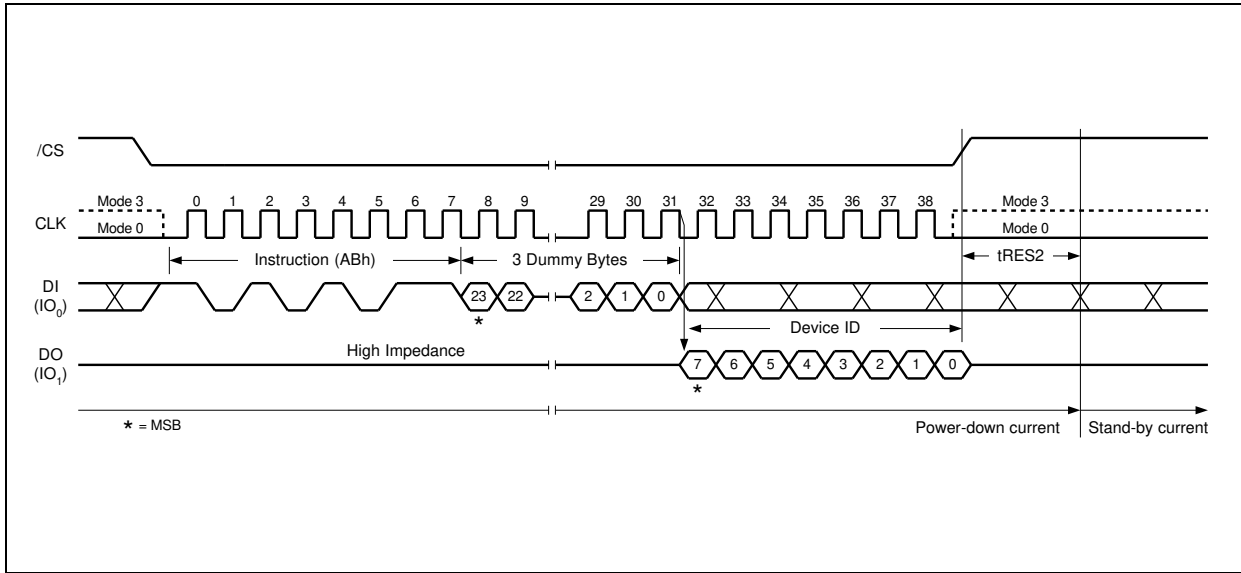 /CS
Mode 3 0 1 2 3 4 5 6 7 8 9 29 30 31 32 33 34 35 36 37 38 Mode 3
CLK
Mode 0 Mode 0
Instruction (ABh) 3 Dummy Bytes tRES2
DI
(IO0) 23 22 2 1 0
*
Device ID
High Impedance
DO
(IO1) 7 6 5 4 3 2 1 0
*
* = MSB Power-down current Stand-by current